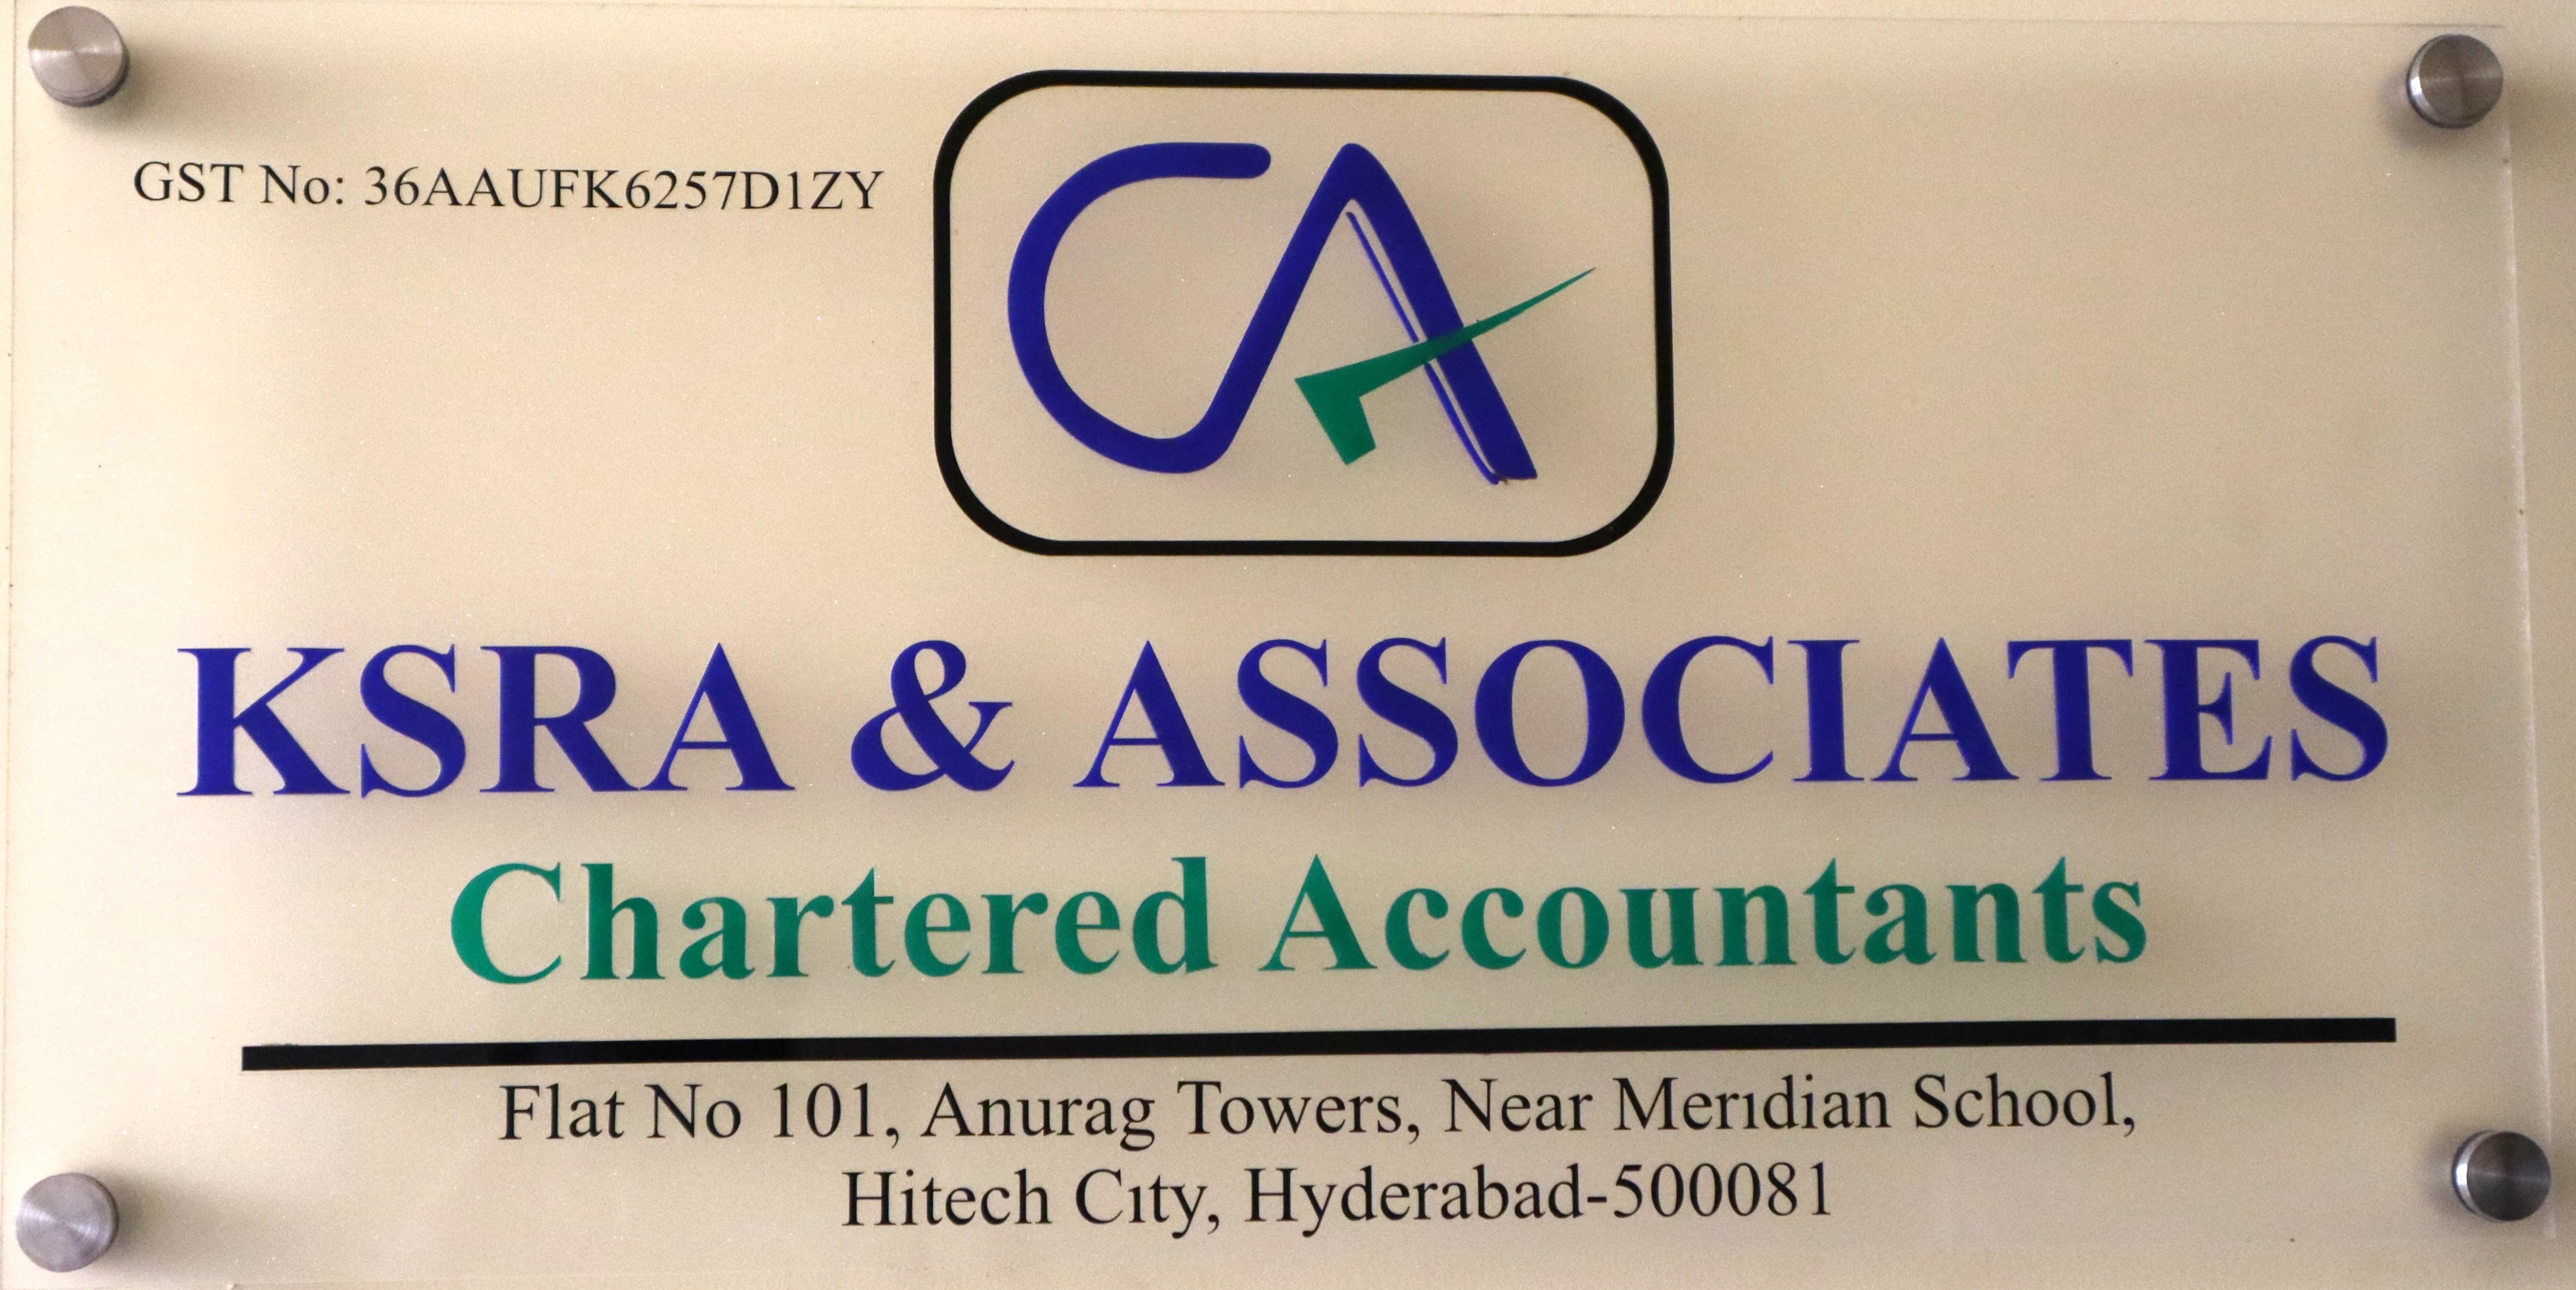 GST No: 36AAUFK6257D1ZY
CA
KSRA & ASSOCIATES
Chartered Accountants
Flat No 101, Anurag Towers, Near Meridian School,
Hitech City, Hyderabad-500081